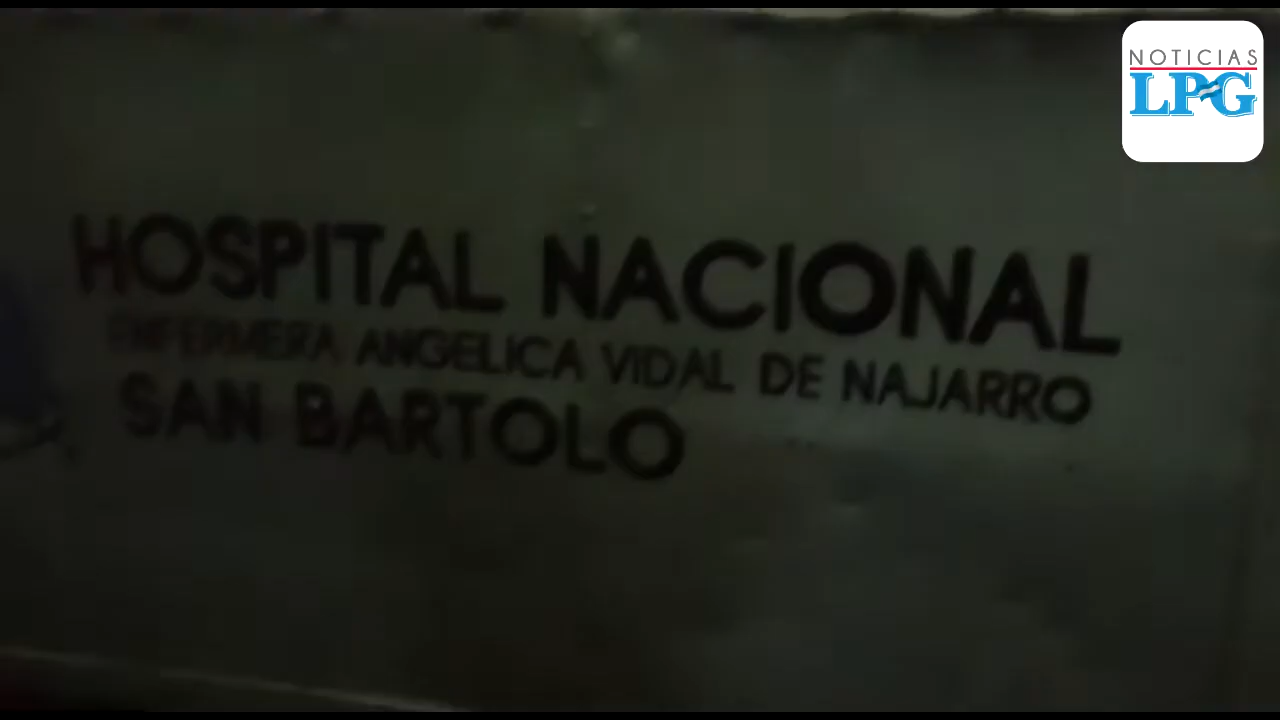 NOTICIAS
LPG
HOSPITAL NACIONAL
ENFERMERA ANGELICA VIDAL DE NAJARRO
SAN BARTOLO